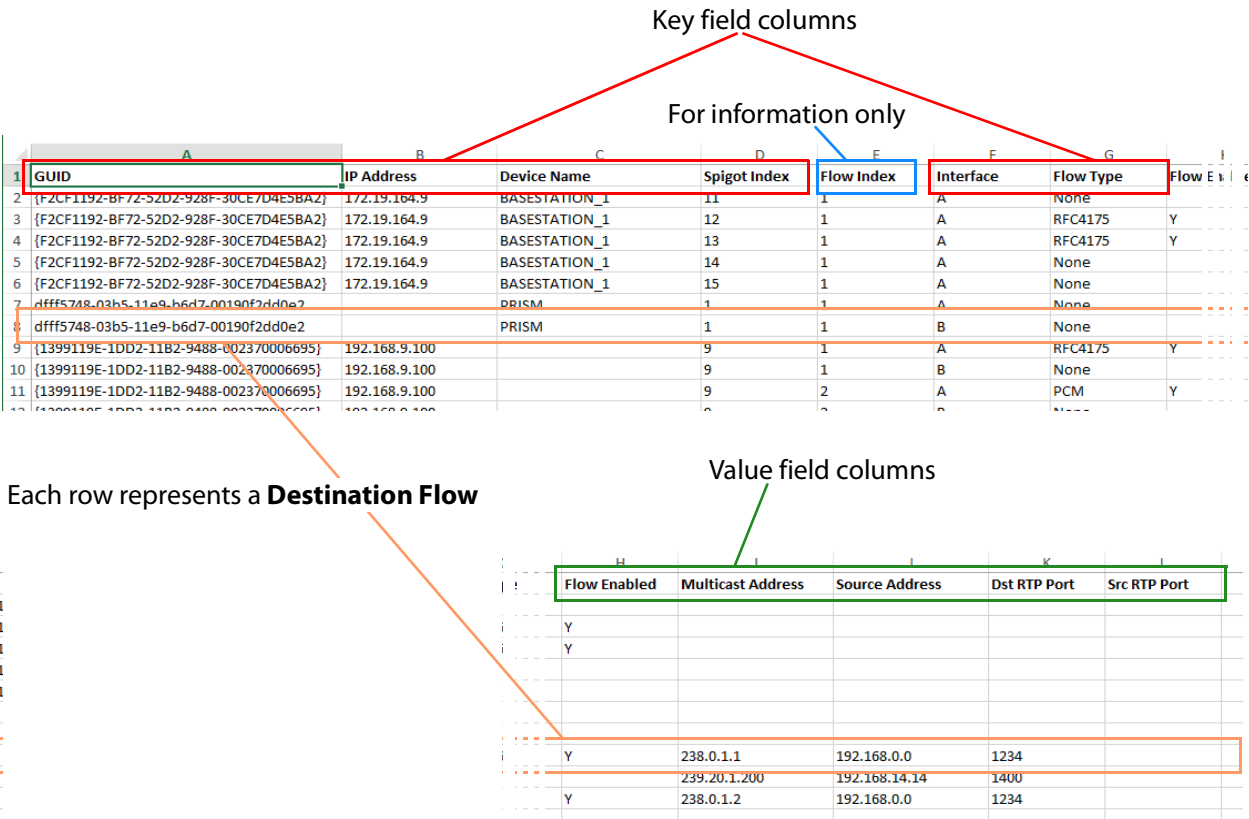 Key field columns
For information only
A B C D E F G
1 GUID IP Address Device Name Spigot Index Flow Index Interface Flow Type Flow
2 {F2CF1192-BF72-52D2-928F-30CE7D4E5BA2} 172.19.164.9 BASESTATION_1 11 1 A None
3 {F2CF1192-BF72-52D2-928F-30CE7D4E5BA2} 172.19.164.9 BASESTATION_1 12 1 A RFC4175 Y
4 {F2CF1192-BF72-52D2-928F-30CE7D4E5BA2} 172.19.164.9 BASESTATION_1 13 1 A RFC4175 Y
5 {F2CF1192-BF72-52D2-928F-30CE7D4E5BA2} 172.19.164.9 BASESTATION_1 14 1 A None
6 {F2CF1192-BF72-52D2-928F-30CE7D4E5BA2} 172.19.164.9 BASESTATION_1 15 1 A None
7 dfff5748-03b5-11e9-b6d7-00190f2dd0e2 PRISM 1 1 A None
8 dfff5748-03b5-11e9-b6d7-00190f2dd0e2 PRISM 1 1 B None
9 {1399119E-1DD2-11B2-9488-002370006695} 192.168.9.100 9 1 A RFC4175 Y
10 {1399119E-1DD2-11B2-9488-002370006695} 192.168.9.100 9 1 B None
11 {1399119E-1DD2-11B2-9488-002370006695} 192.168.9.100 9 2 A PCM Y
Value field columns
Each row represents a Destination Flow
H K
Flow Enabled Multicast Address Source Address Dst RTP Port Src RTP Port
Y
Y
Y 238.0.1.1 192.168.0.0 1234
239.20.1.200 192.168.14.14 1400
Y 238.0.1.2 192.168.0.0 1234